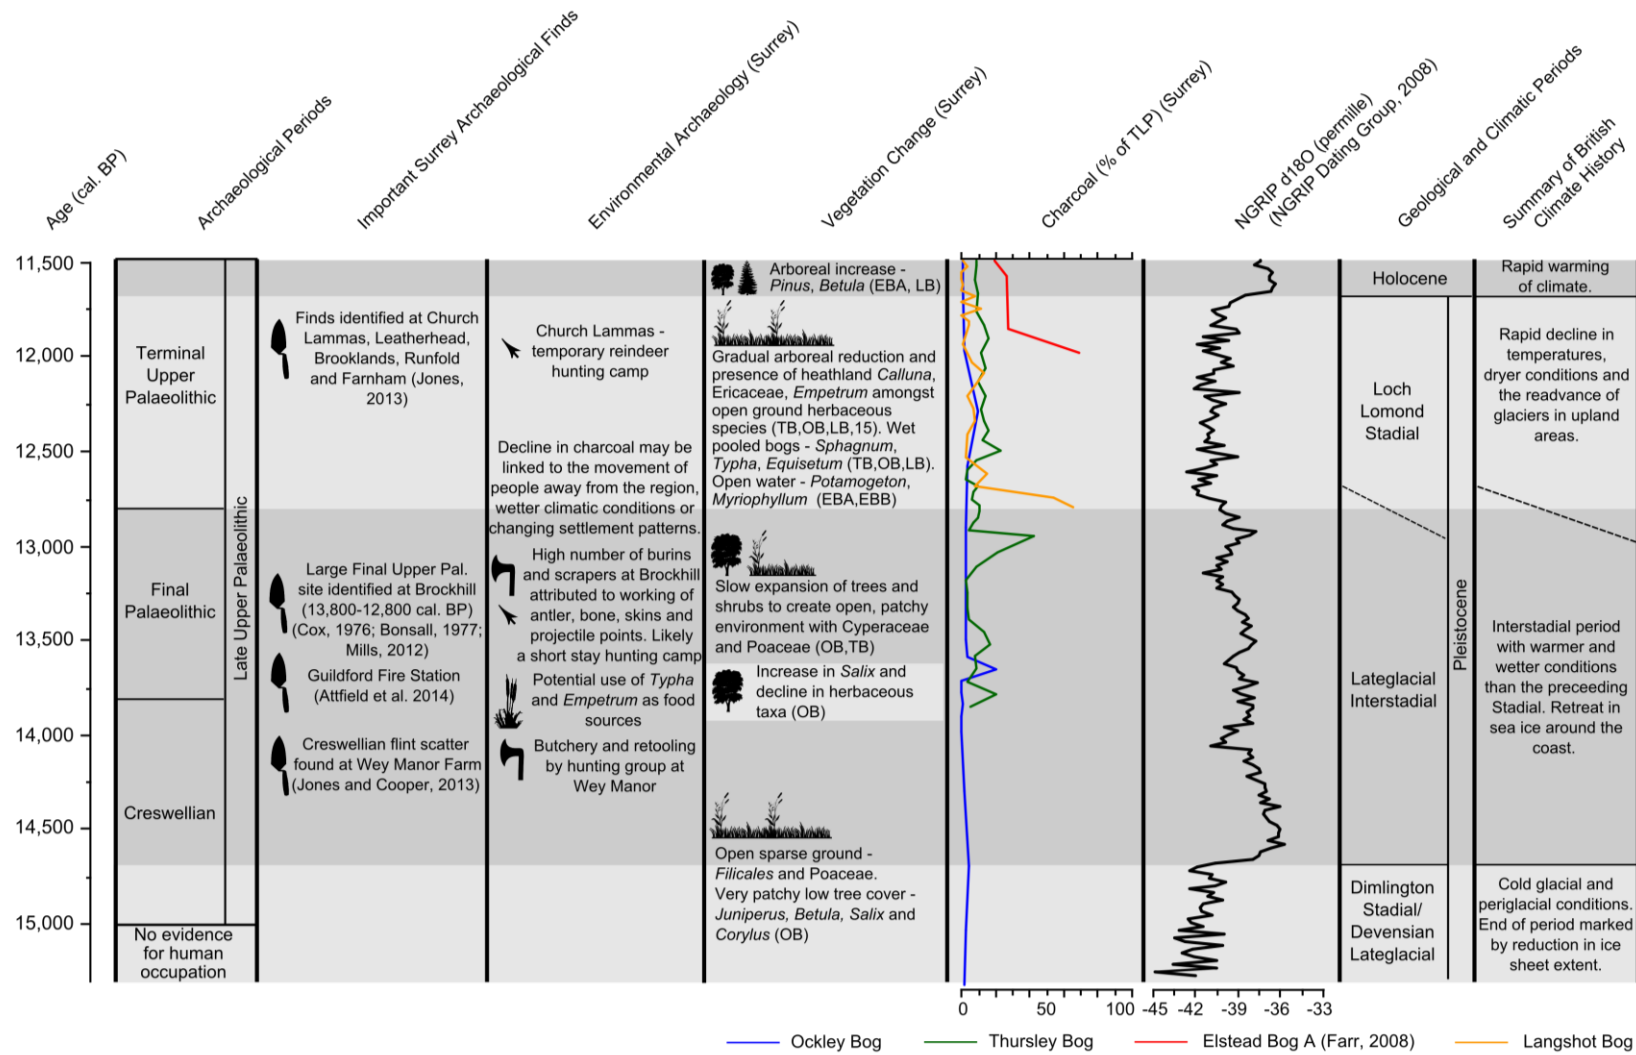 Age (cal. BP)
Archaeological Periods
Important Surrey Archaeological Finds
Environmental Archaeology (Surrey)
Vegetation Change (Surrey)
Charcoal (% of TLP) (Surrey)
NGRIP d18O (permille)
(NGRIP Dating Group, 2008)
Geological and Climatic Periods
Summary of British
Climate History
11,500
12,000
12,500
13,000
13,500
14,000
14,500
15,000
Terminal
Upper
Palaeolithic
Final
Palaeolithic
Creswellian
No evidence
for human
occupation
Late Upper Palaeolithic
Finds identified at Church
Lammas, Leatherhead,
Brooklands, Runfold
and Farnham (Jones,
2013)
Large Final Upper Pal.
site identified at Brockhill
(13,800-12,800 cal. BP)
(Cox, 1976; Bonsall, 1977;
Mills, 2012)
Guildford Fire Station
(Attfield et al. 2014)
Creswellian flint scatter
found at Wey Manor Farm
(Jones and Cooper, 2013)
Church Lammas -
temporary reindeer
hunting camp
Decline in charcoal may be
linked to the movement of
people away from the region,
wetter climatic conditions or
changing settlement patterns.
High number of burins
and scrapers at Brockhill
attributed to working of
antler, bone, skins and
projectile points. Likely
a short stay hunting camp
Potential use of Typha
and Empetrum as food
sources
Butchery and retooling
by hunting group at
Wey Manor
Arboreal increase -
Pinus, Betula (EBA, LB)
Gradual arboreal reduction and
presence of heathland Calluna,
Ericaceae, Empetrum amongst
open ground herbaceous
species (TB,OB,LB,15). Wet
pooled bogs - Sphagnum,
Typha, Equisetum (TB,OB,LB).
Open water - Potamogeton,
Myriophyllum (EBA,EBB)
Slow expansion of trees and
shrubs to create open, patchy
environment with Cyperaceae
and Poaceae (OB,TB)
Increase in Salix and
decline in herbaceous
taxa (OB)
Open sparse ground -
Filicales and Poaceae.
Very patchy low tree cover -
Juniperus, Betula, Salix and
Corylus (OB)
0 50 100
-45 -42 -39 -36 -33
Holocene
Loch
Lomond
Stadial
Lateglacial
Interstadial
Dimlington
Stadial/
Devensian
Lateglacial
Pleistocene
Rapid warming
of climate.
Rapid decline in
temperatures,
dryer conditions and
the readvance of
glaciers in upland
areas.
Interstadial period
with warmer and
wetter conditions
than the preceeding
Stadial. Retreat in
sea ice around the
coast.
Cold glacial and
periglacial conditions.
End of period marked
by reduction in ice
sheet extent.
Ockley Bog
Thursley Bog
Elstead Bog A (Farr, 2008)
Langshot Bog